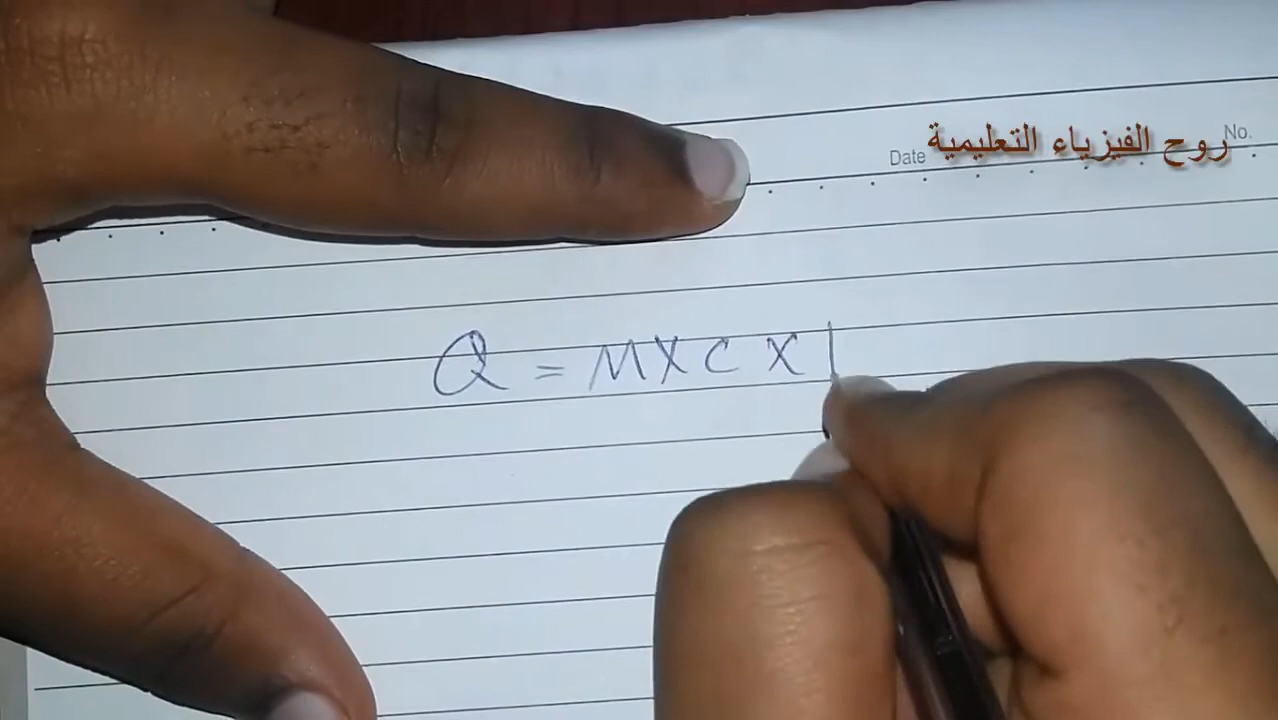 No.
Date
روح الفيزياء التعليمية
Q = M X C X